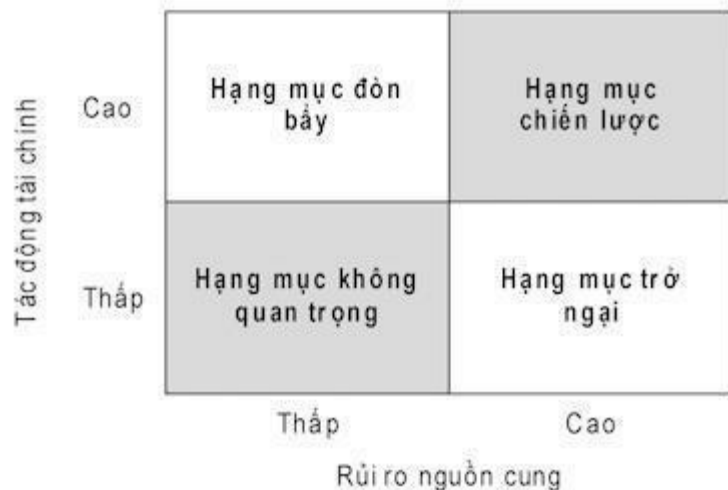 Tác động tài chính
Cao
Hạng mục đòn
bẩy
Hạng mục
chiến lược
Thấp
Hạng mục không
quan trọng
Hạng mục trở
ngại
Thấp
Cao
Rủi ro nguồn cung